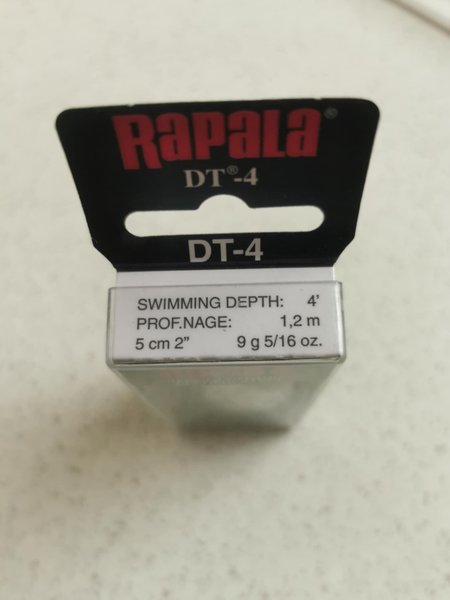 Rapala®
DT®-4
DT-4
SWIMMING DEPTH: 4'
PROF.NAGE: 1,2 m
5 cm 2" 9 g 5/16 oz.